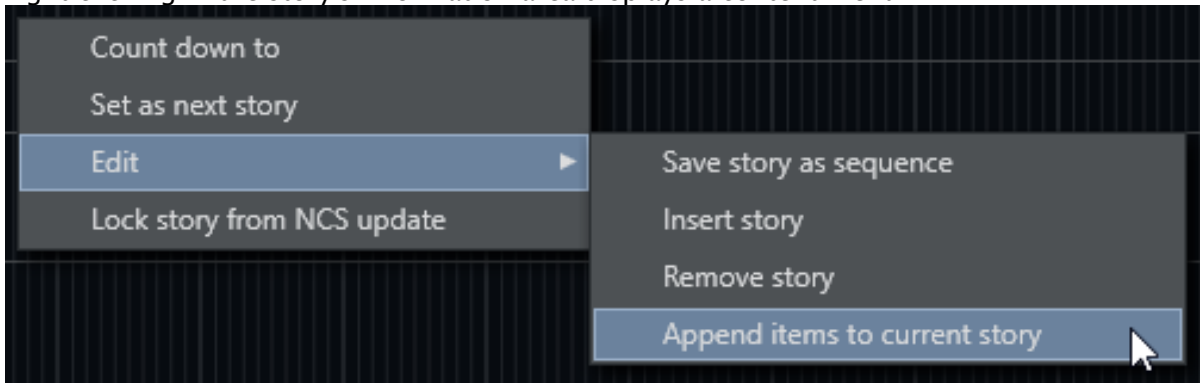 Count down to
Set as next story
Edit
Lock story from NCS update
Save story as sequence
Insert story
Remove story
Append items to current story